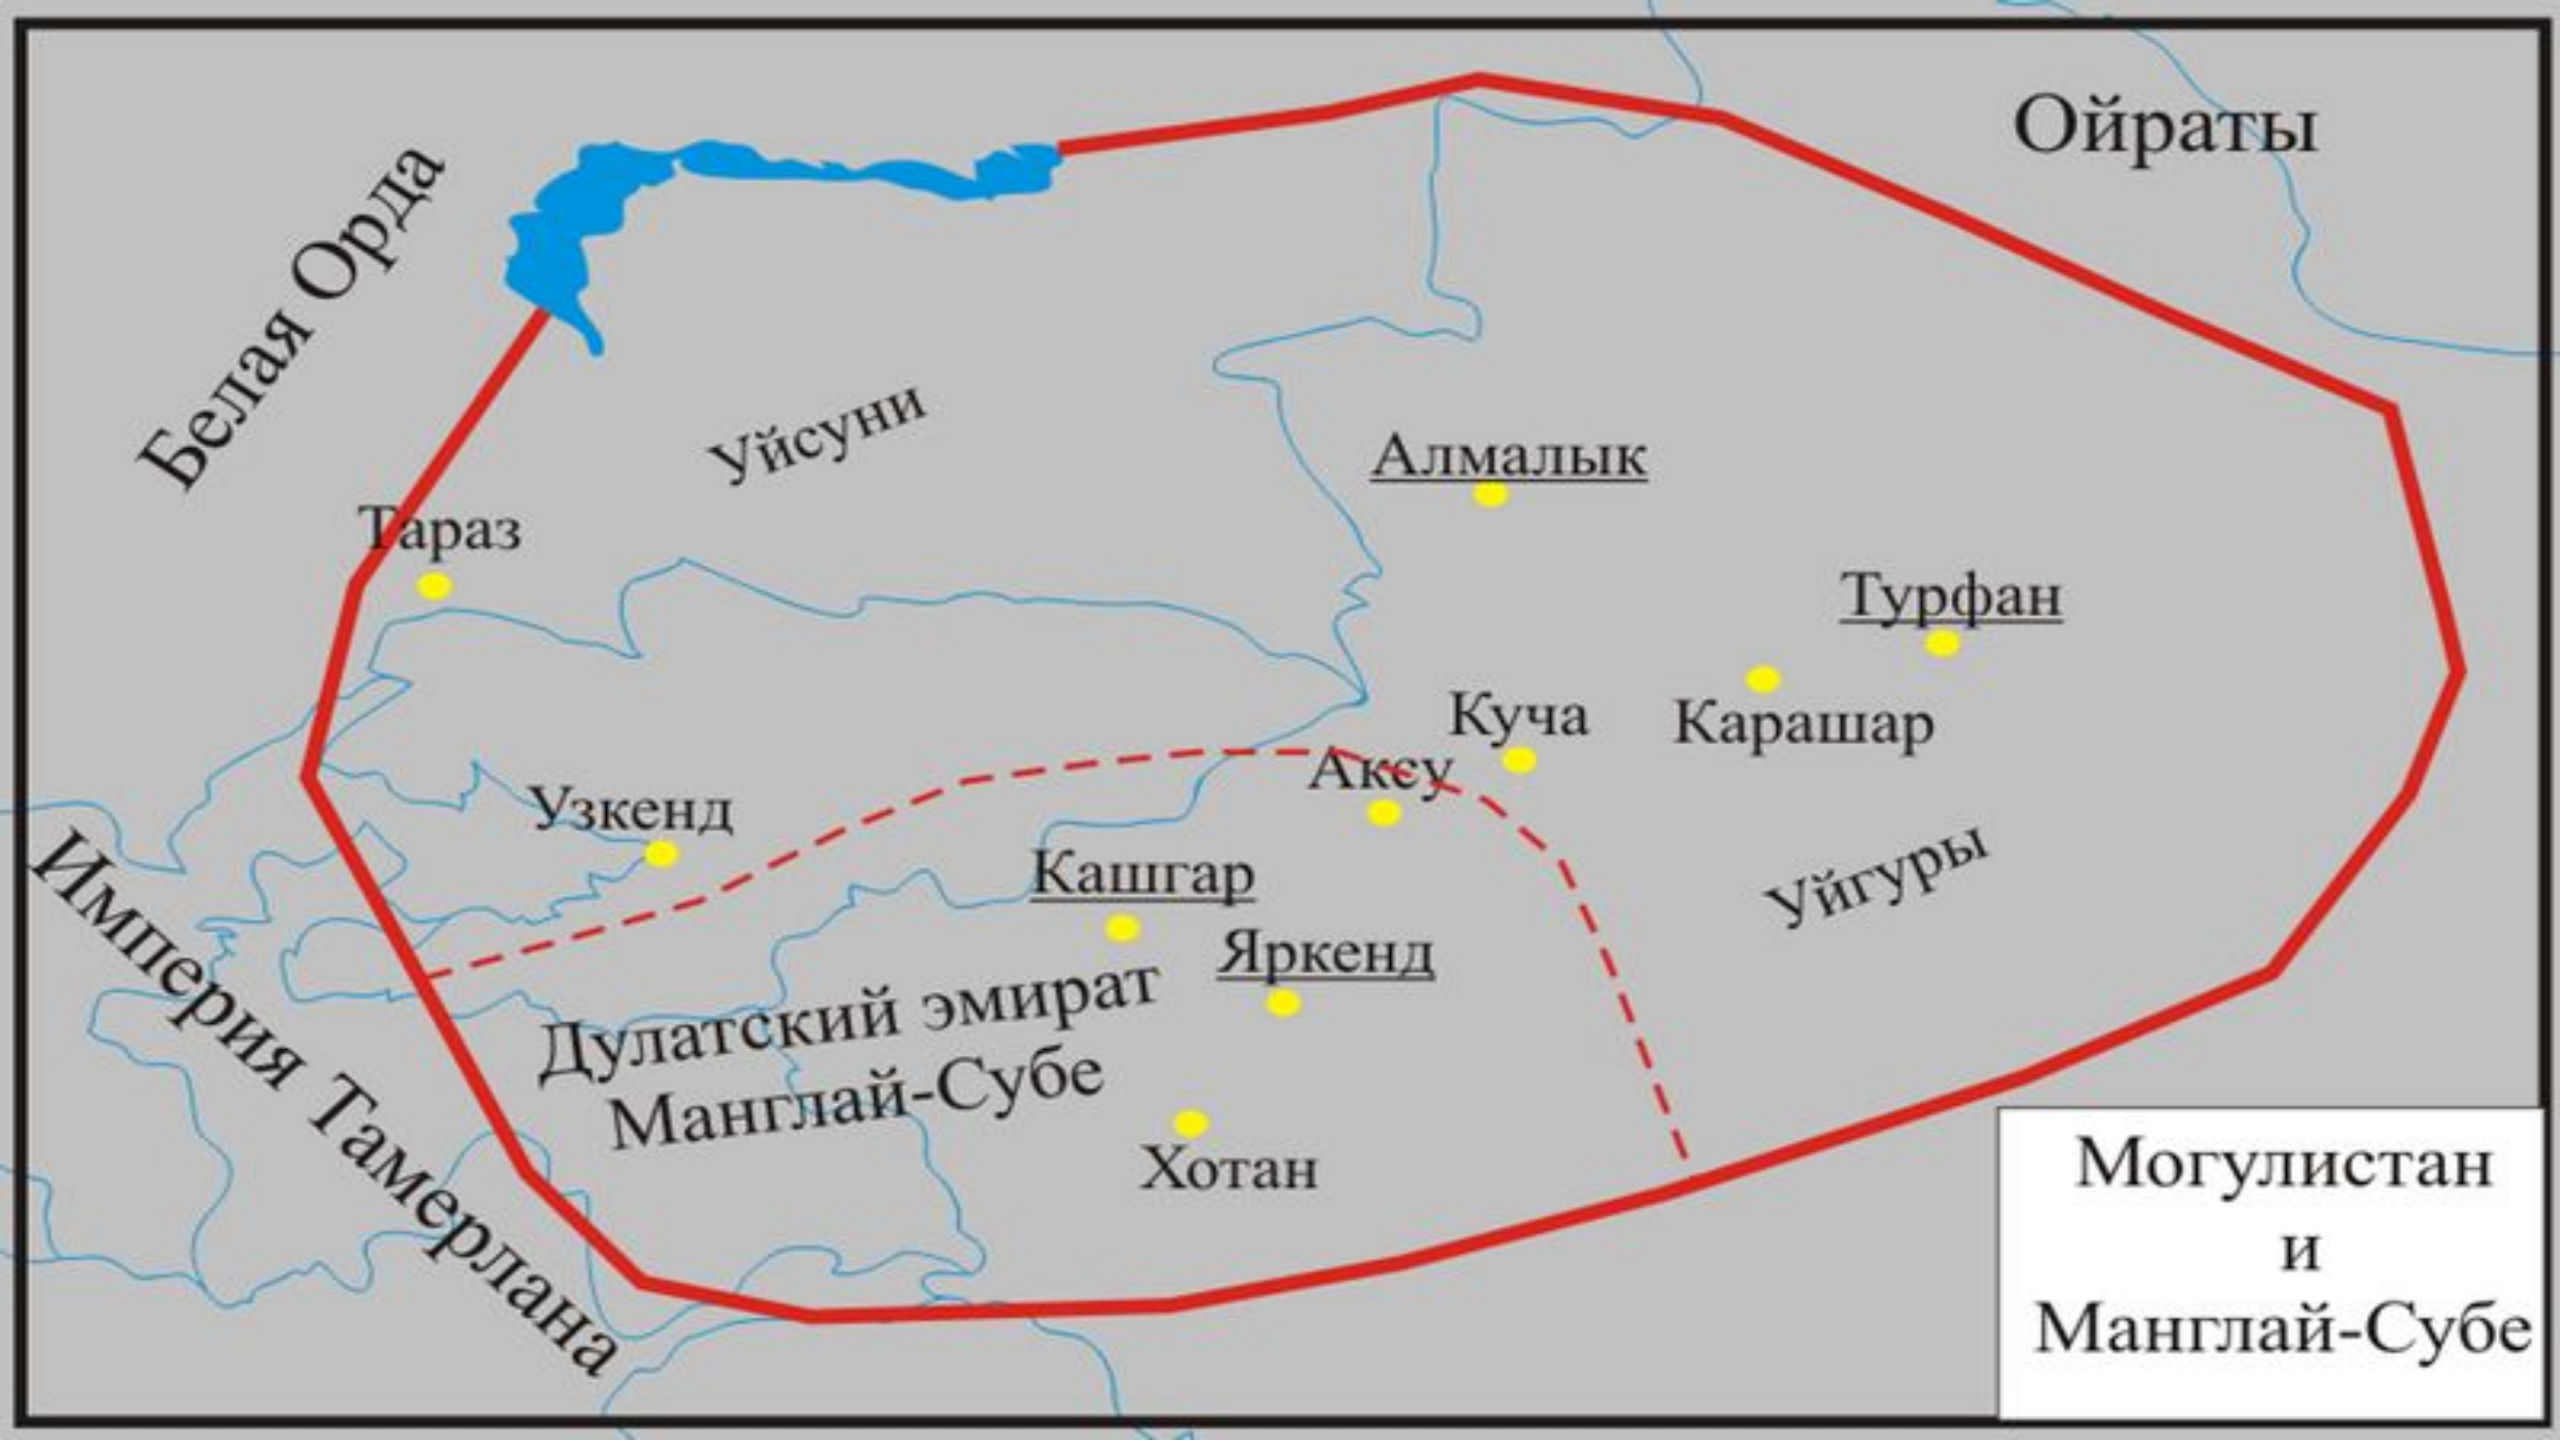 Ойраты
Белая Орда
Уйсуни
Алмалык
Тараз
Турфан
Куча
Карашар
Аксу
Узкенд
Кашгар
Уйгуры
Яркенд
Империя Тамерлана
Дулатский эмират
Манглай-Субе
Хотан
Могулистан
и
Манглай-Субе